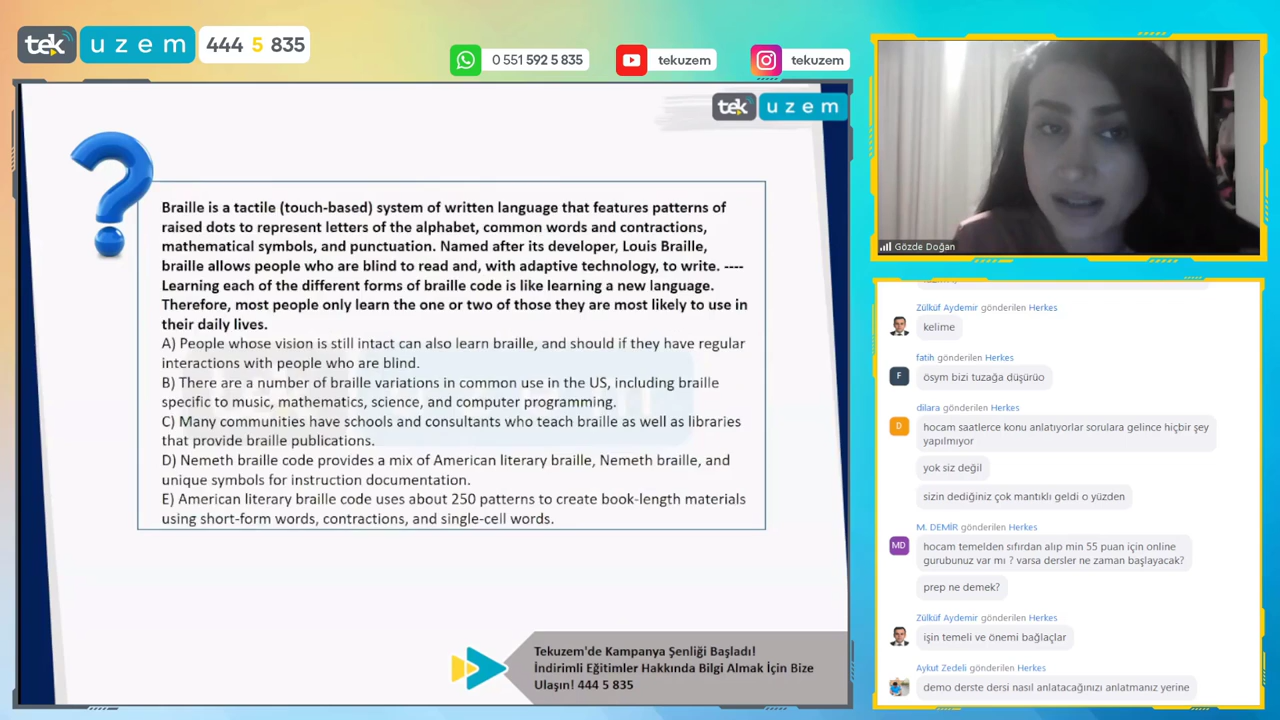 tek uzem 444 5 835
0 551 592 5 835
tekuzem
tekuzem
tek uzem
Braille is a tactile (touch-based) system of written language that features patterns of
raised dots to represent letters of the alphabet, common words and contractions,
mathematical symbols, and punctuation. Named after its developer, Louis Braille,
braille allows people who are blind to read and, with adaptive technology, to write. ----
Learning each of the different forms of braille code is like learning a new language.
Therefore, most people only learn the one or two of those they are most likely to use in
their daily lives.
A) People whose vision is still intact can also learn braille, and should if they have regular
interactions with people who are blind.
B) There are a number of braille variations in common use in the US, including braille
specific to music, mathematics, science, and computer programming.
C) Many communities have schools and consultants who teach braille as well as libraries
that provide braille publications.
D) Nemeth braille code provides a mix of American literary braille, Nemeth braille, and
unique symbols for instruction documentation.
E) American literary braille code uses about 250 patterns to create book-length materials
using short-form words, contractions, and single-cell words.
Tekuzem'de Kampanya Şenliği Başladı!
İndirimli Eğitimler Hakkında Bilgi Almak İçin Bize
Ulaşın! 444 5 835
Gözde Doğan
Zülküf Aydemir gönderilen Herkes
kelime
fatih gönderilen Herkes
F
ösym bizi tuzağa düşürüo
dilara gönderilen Herkes
D
hocam saatlerce konu anlatıyorlar sorulara gelince hiçbir şey
yapılmıyor
yok siz değil
sizin dediğiniz çok mantıklı geldi o yüzden
M. DEMİR gönderilen Herkes
MD
hocam temelden sıfırdan alıp min 55 puan için online
gurubunuz var mı ? varsa dersler ne zaman başlayacak?
prep ne demek?
Zülküf Aydemir gönderilen Herkes
işin temeli ve önemi bağlaçlar
Aykut Zedeli gönderilen Herkes
demo derste dersi nasıl anlatacağınızı anlatmanız yerine